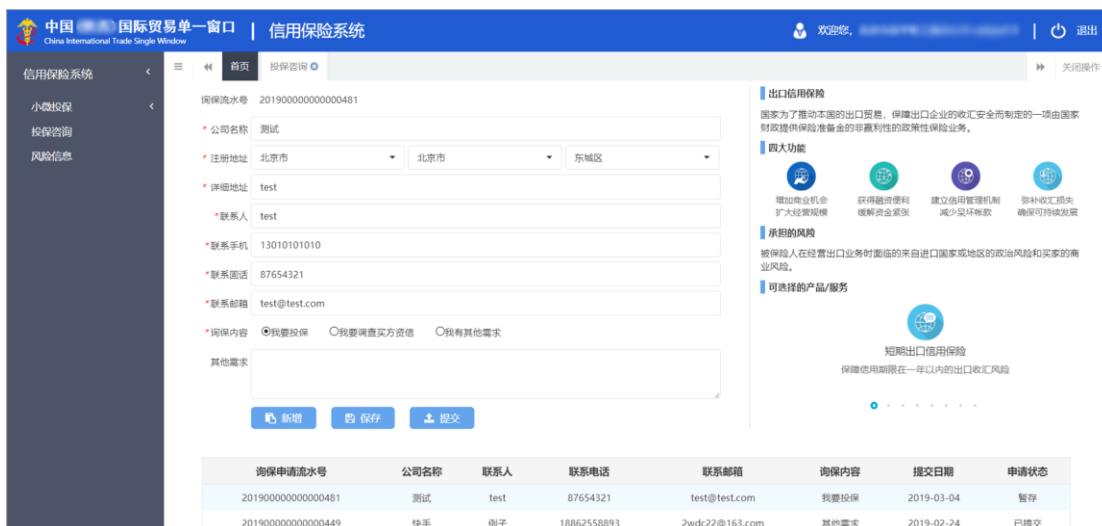 中国 国际贸易单一窗口 | 信用保险系统
China International Trade Single Window
欢迎您, | 退出
信用保险系统
小微投保
投保咨询
风险信息
首页 投保咨询 关闭操作
询保流水号 201900000000000481
* 公司名称 测试
* 注册地址 北京市 北京市 东城区
* 详细地址 test
*联系人 test
*联系手机 13010101010
*联系固话 87654321
*联系邮箱 test@test.com
*询保内容 我要投保 我要调查买方资信 我有其他需求
其他需求
新增 保存 提交
出口信用保险
国家为了推动本国的出口贸易，保障出口企业的收汇安全而制定的一项由国家
财政提供保险准备金的非赢利性的政策性保险业务。
四大功能
增加商业机会 获得融资便利 建立信用管理机制 弥补收汇损失
扩大经营规模 缓解资金紧张 减少呆坏帐款 确保可持续发展
承担的风险
被保险人在经营出口业务时面临的来自进口国家或地区的政治风险和买家的商
业风险。
可选择的产品/服务
短期出口信用保险
保障信用期限在一年以内的出口收汇风险
询保申请流水号 公司名称 联系人 联系电话 联系邮箱 询保内容 提交日期 申请状态
201900000000000481 测试 test 87654321 test@test.com 我要投保 2019-03-04 暂存
201900000000000449 快手 例子 18862558893 2wdc22@163.com 其他需求 2019-02-24 已提交